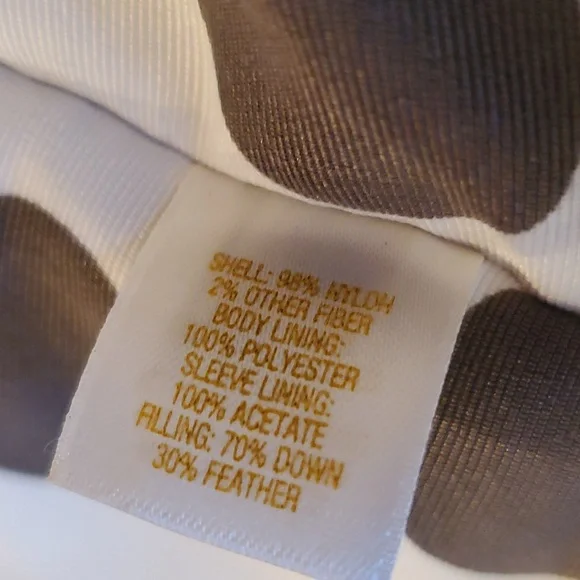 SHELL: 98% NYLON
2% OTHER FIBER
BODY LINING:
100% POLYESTER
SLEEVE LINING:
100% ACETATE
FILLING: 70% DOWN
30% FEATHER